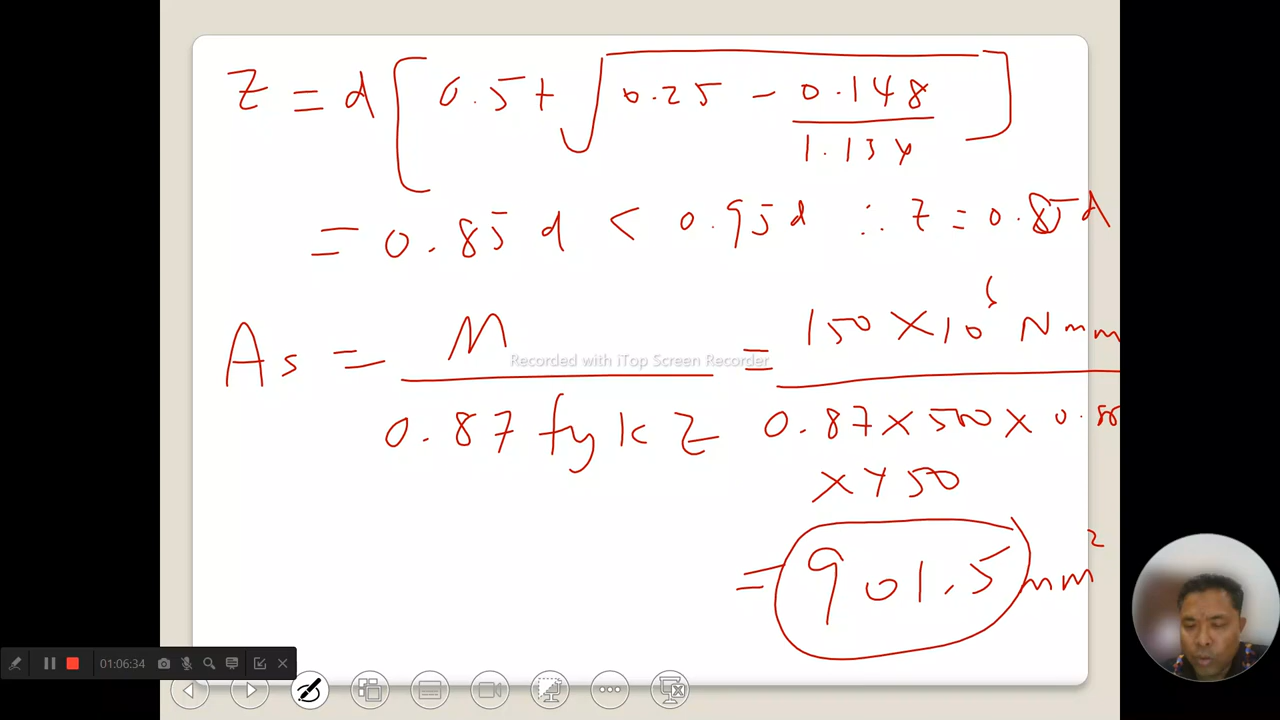 Z = d [ 0.5 + √(0.25 - 0.148 / 1.134) ]
= 0.85 d < 0.95 d ∴ Z = 0.85 d
As = M / 0.87 fyk Z = 150 × 10⁶ Nmm / 0.87 × 500 × 0.85
× 450
= 901.5 mm²
Recorded with iTop Screen Recorder
01:06:34